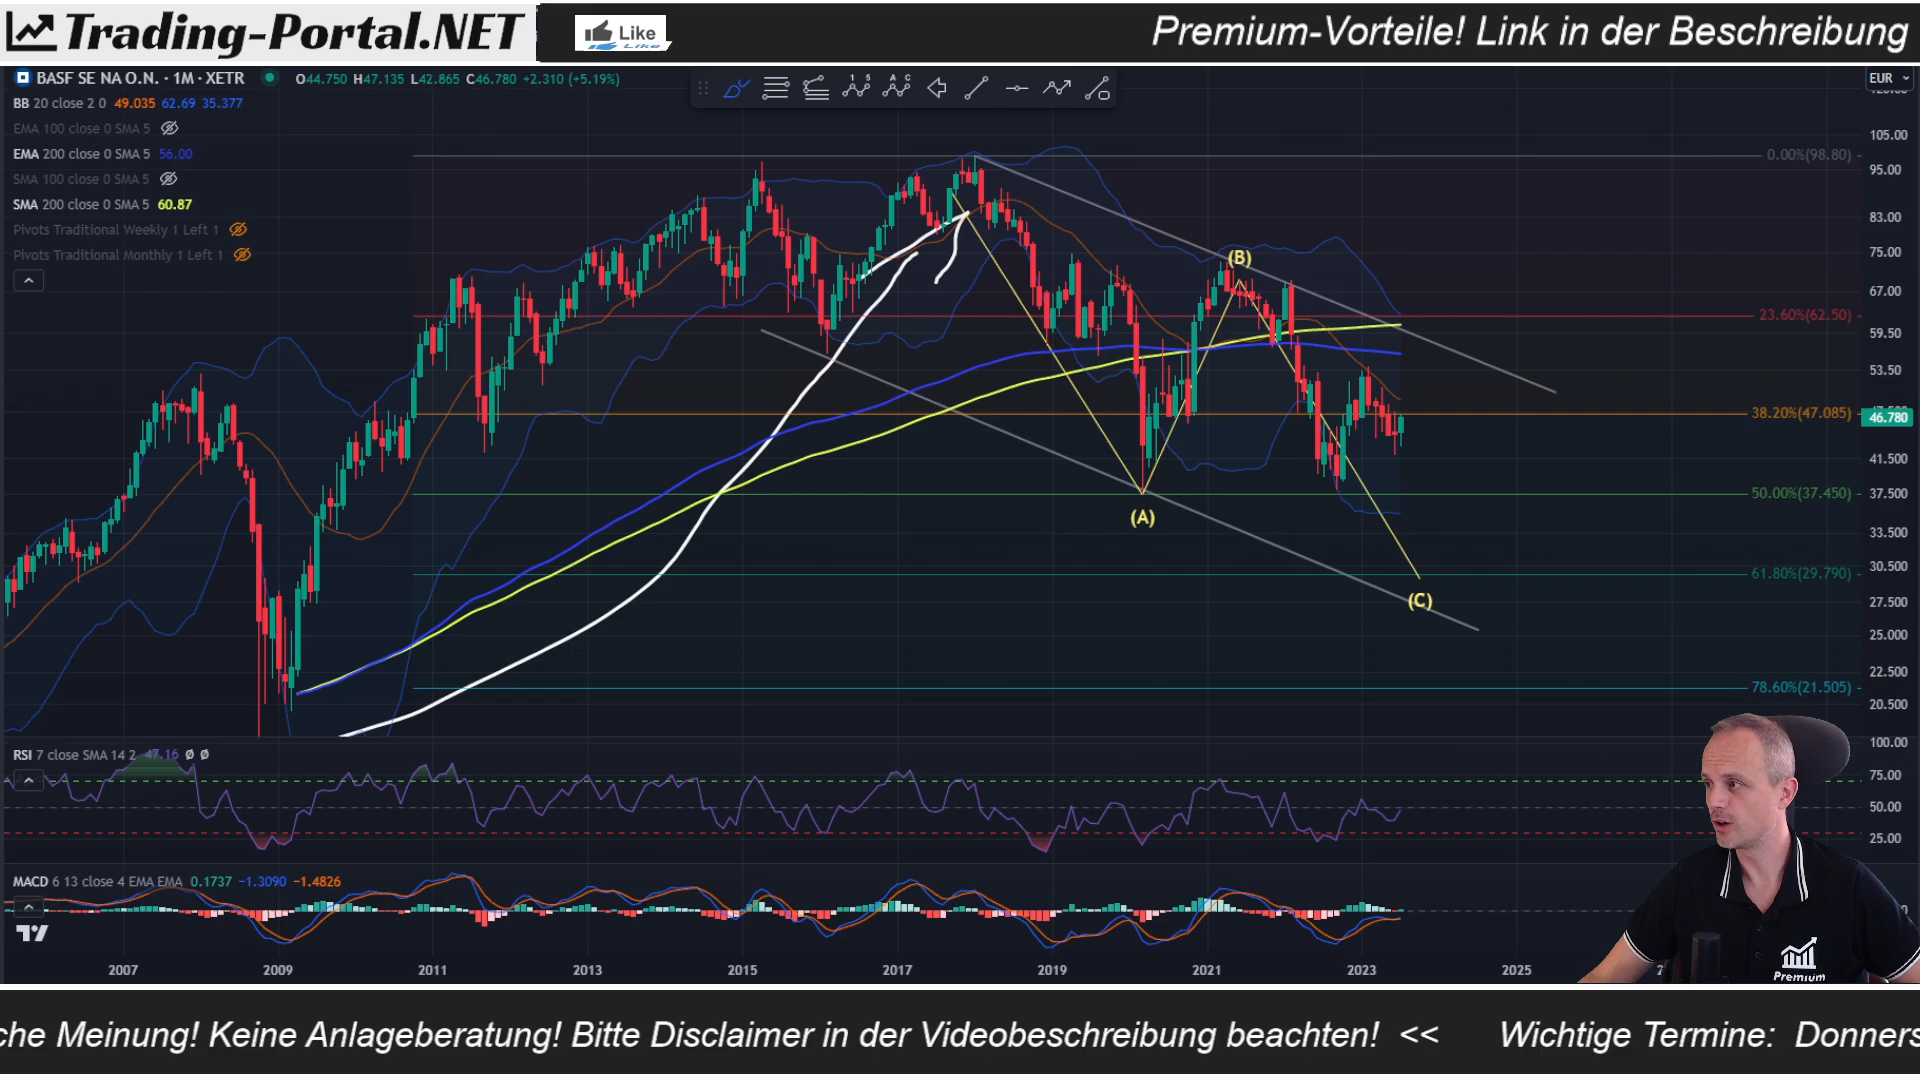 Trading-Portal.NET
Like
Like
Premium-Vorteile! Link in der Beschreibung
BASF SE NA O.N. · 1M · XETR
O44.750 H47.135 L42.865 C46.780 +2.310 (+5.19%)
BB 20 close 2 0 49.035 62.69 35.377
EMA 100 close 0 SMA 5
EMA 200 close 0 SMA 5 56.00
SMA 100 close 0 SMA 5
SMA 200 close 0 SMA 5 60.87
Pivots Traditional Weekly 1 Left 1
Pivots Traditional Monthly 1 Left 1
1 5
A C
EUR
105.00
0.00%(98.80)
95.00
83.00
75.00
(B)
67.00
23.60%(62.50)
59.50
53.50
38.20%(47.085)
46.780
41.500
50.00%(37.450)
37.500
(A)
33.500
30.500
61.80%(29.790)
(C)
27.500
25.000
22.500
78.60%(21.505)
20.500
RSI 7 close SMA 14 2 47.16 Ø Ø
100.00
75.00
50.00
25.00
MACD 6 13 close 4 EMA EMA 0.1737 −1.3090 −1.4826
2007
2009
2011
2013
2015
2017
2019
2021
2023
2025
Premium
che Meinung! Keine Anlageberatung! Bitte Disclaimer in der Videobeschreibung beachten! << Wichtige Termine: Donners